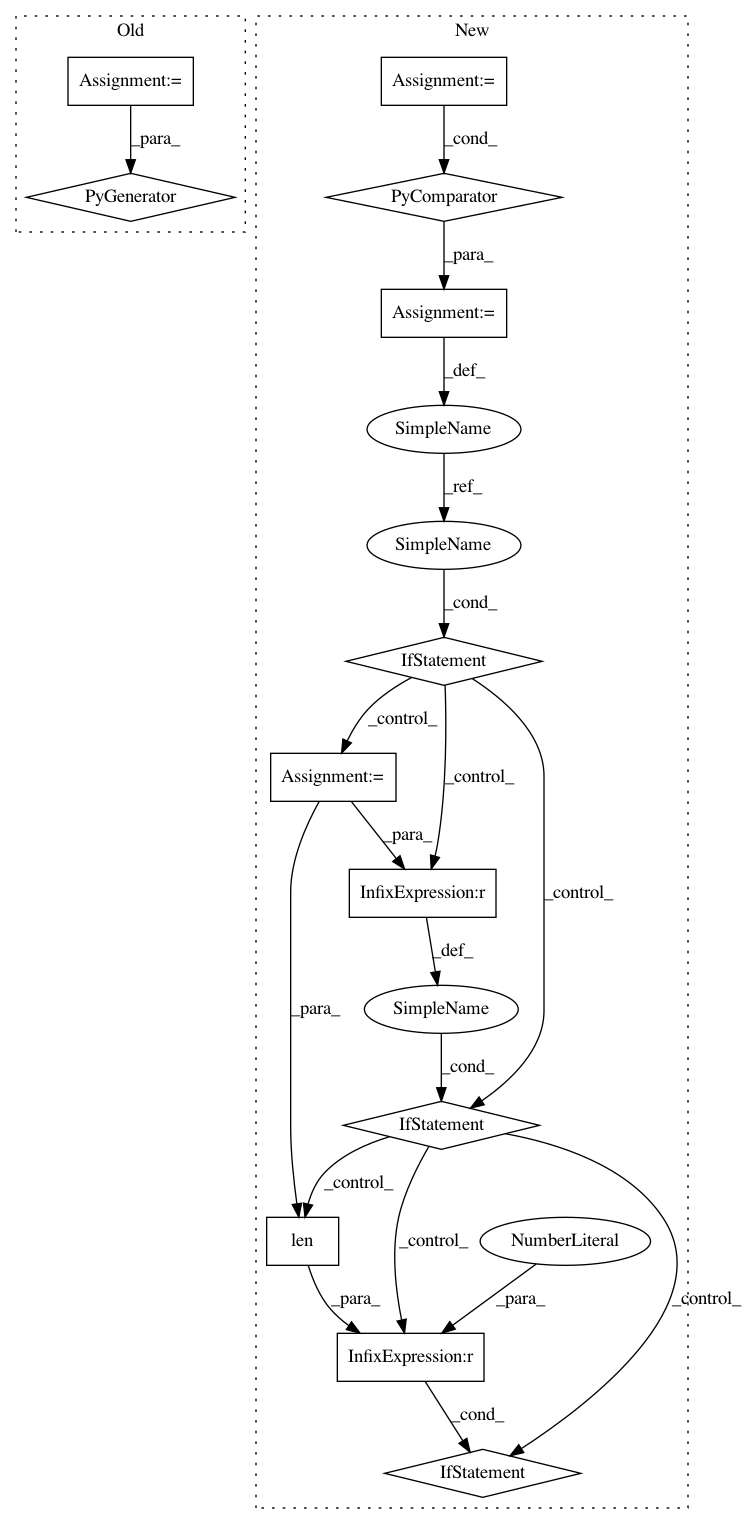 Old
New
Assignment:=
Assignment:=
_para_
_cond_
PyGenerator
PyComparator
_para_
Assignment:=
_def_
SimpleName
_ref_
SimpleName
_cond_
IfStatement
_control_
Assignment:=
_control_
_para_
InfixExpression:r
_control_
_def_
_para_
SimpleName
_cond_
IfStatement
_control_
len
_control_
NumberLiteral
_para_
_para_
_control_
InfixExpression:r
_cond_
IfStatement